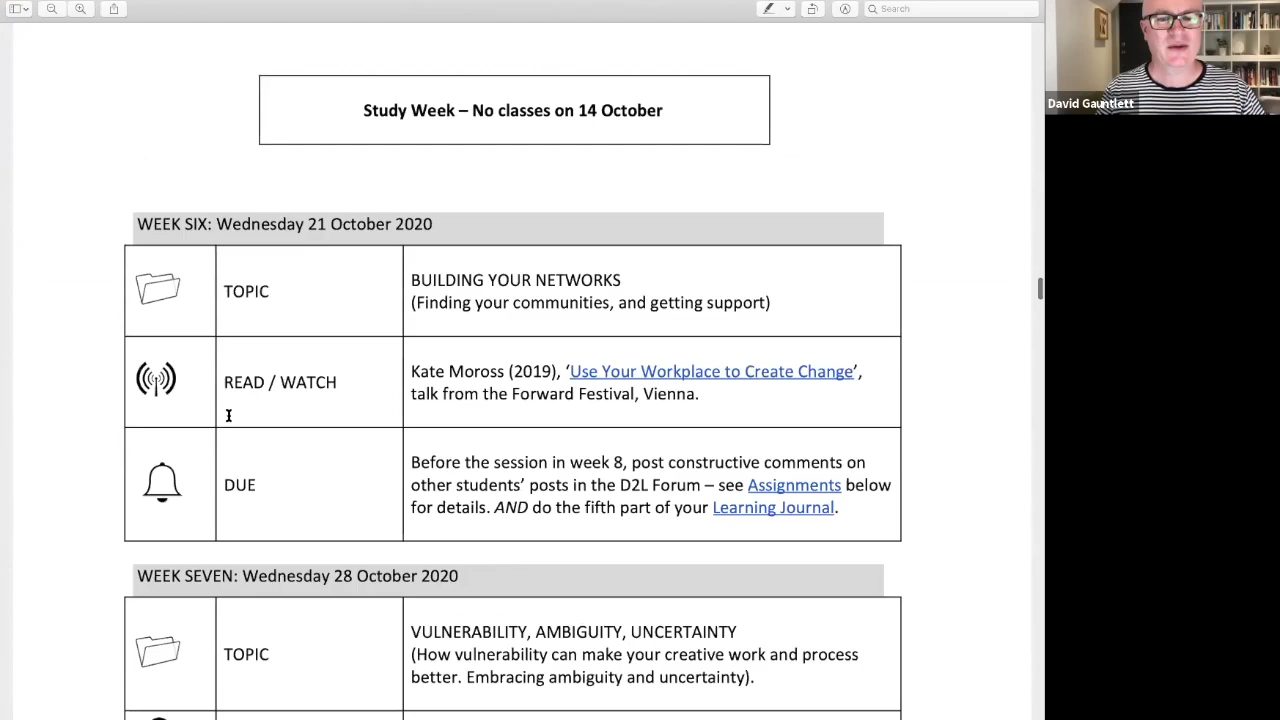 Search
David Gauntlett
Study Week – No classes on 14 October
WEEK SIX: Wednesday 21 October 2020
TOPIC
BUILDING YOUR NETWORKS
(Finding your communities, and getting support)
READ / WATCH
Kate Moross (2019), ‘Use Your Workplace to Create Change’,
talk from the Forward Festival, Vienna.
DUE
Before the session in week 8, post constructive comments on
other students’ posts in the D2L Forum – see Assignments below
for details. AND do the fifth part of your Learning Journal.
WEEK SEVEN: Wednesday 28 October 2020
TOPIC
VULNERABILITY, AMBIGUITY, UNCERTAINTY
(How vulnerability can make your creative work and process
better. Embracing ambiguity and uncertainty).